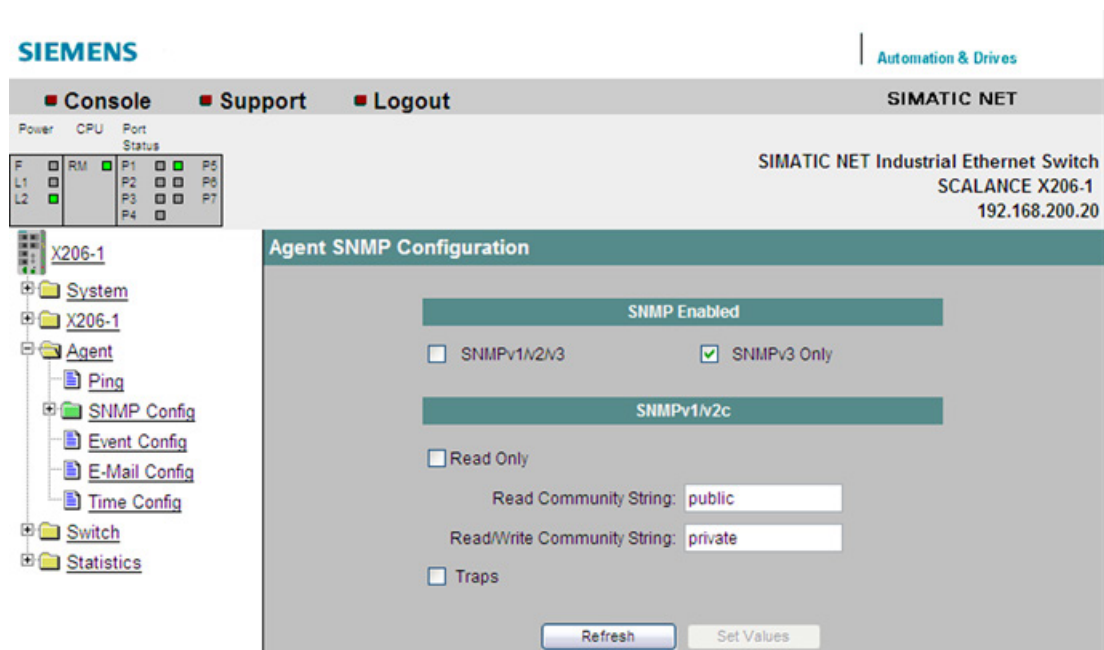 SIEMENS
Automation & Drives
Console Support Logout SIMATIC NET
Power CPU Port Status
F RM P1 P5
L1 P2 P6
L2 P3 P7
P4
SIMATIC NET Industrial Ethernet Switch
SCALANCE X206-1
192.168.200.20
X206-1
System
X206-1
Agent
Ping
SNMP Config
Event Config
E-Mail Config
Time Config
Switch
Statistics
Agent SNMP Configuration
SNMP Enabled
SNMPv1/v2/v3 SNMPv3 Only
SNMPv1/v2c
Read Only
Read Community String: public
Read/Write Community String: private
Traps
Refresh Set Values